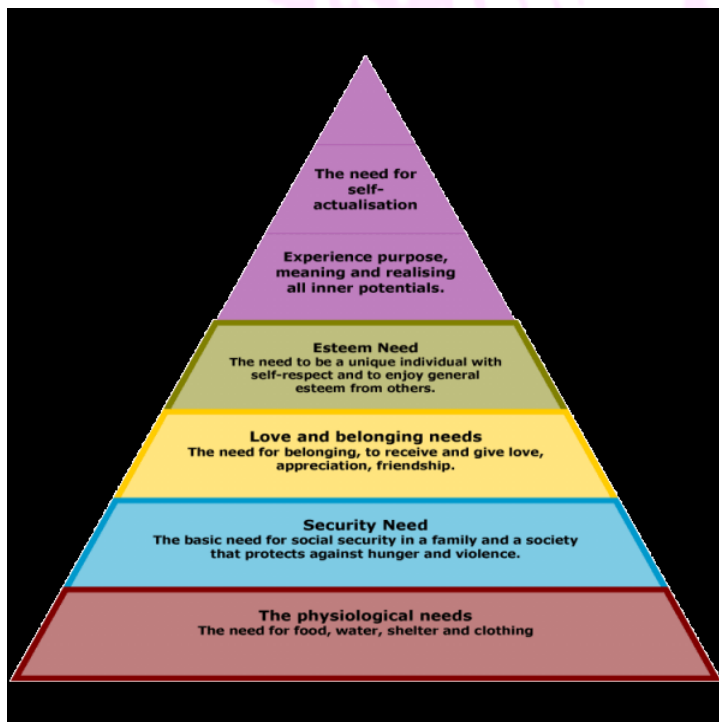 The need for
self-
actualisation
Experience purpose,
meaning and realising
all inner potentials.
Esteem Need
The need to be a unique individual with
self-respect and to enjoy general
esteem from others.
Love and belonging needs
The need for belonging, to receive and give love,
appreciation, friendship.
Security Need
The basic need for social security in a family and a society
that protects against hunger and violence.
The physiological needs
The need for food, water, shelter and clothing